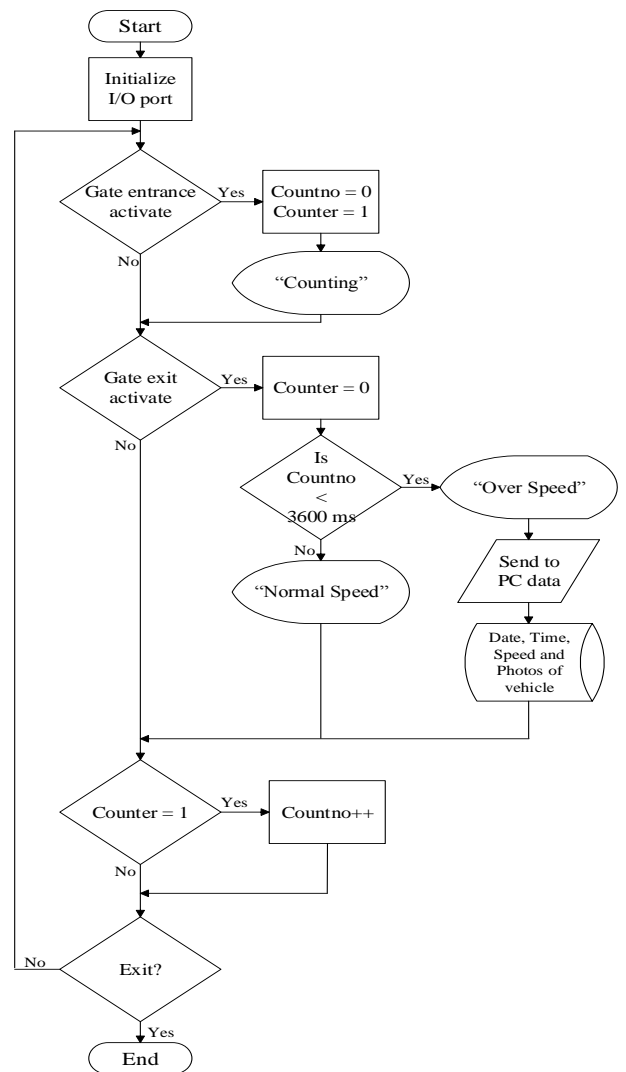 Start
Initialize
I/O port
Gate entrance
activate
Yes
Countno = 0
Counter = 1
No
“Counting”
Gate exit
activate
Yes
Counter = 0
No
Is
Countno
<
3600 ms
Yes
“Over Speed”
No
Send to
PC data
“Normal Speed”
Date, Time,
Speed and
Photos of
vehicle
Counter = 1
Yes
Countno++
No
Exit?
No
Yes
End